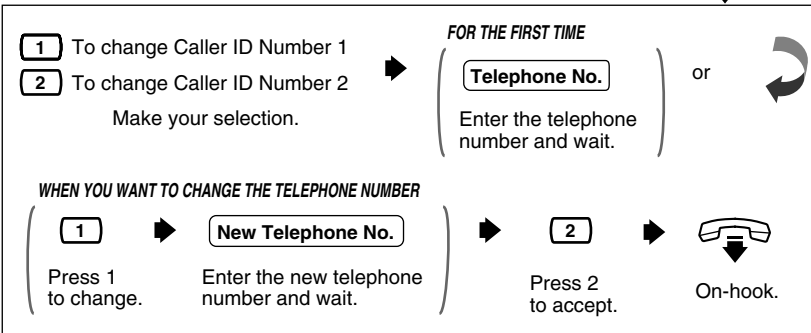 1 To change Caller ID Number 1
2 To change Caller ID Number 2
Make your selection.
FOR THE FIRST TIME
Telephone No.
Enter the telephone
number and wait.
or
WHEN YOU WANT TO CHANGE THE TELEPHONE NUMBER
1
Press 1
to change.
New Telephone No.
Enter the new telephone
number and wait.
2
Press 2
to accept.
On-hook.